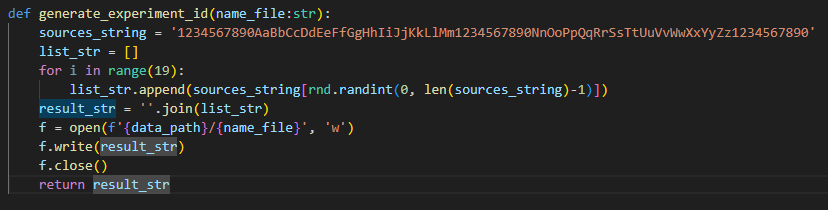 def generate_experiment_id(name_file:str):
    sources_string = '1234567890AaBbCcDdEeFfGgHhIiJjKkLlMm1234567890NnOoPpQqRrSsTtUuVvWwXxYyZz1234567890'
    list_str = []
    for i in range(19):
        list_str.append(sources_string[rnd.randint(0, len(sources_string)-1)])
    result_str = ''.join(list_str)
    f = open(f'{data_path}/{name_file}', 'w')
    f.write(result_str)
    f.close()
    return result_str